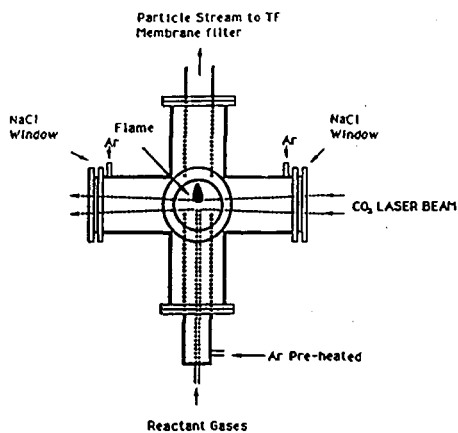 Particle Stream to TF
Membrane filter
NaCl
Window
Flame
Ar
Ar
NaCl
Window
CO₂ LASER BEAM
Ar Pre-heated
Reactant Gases